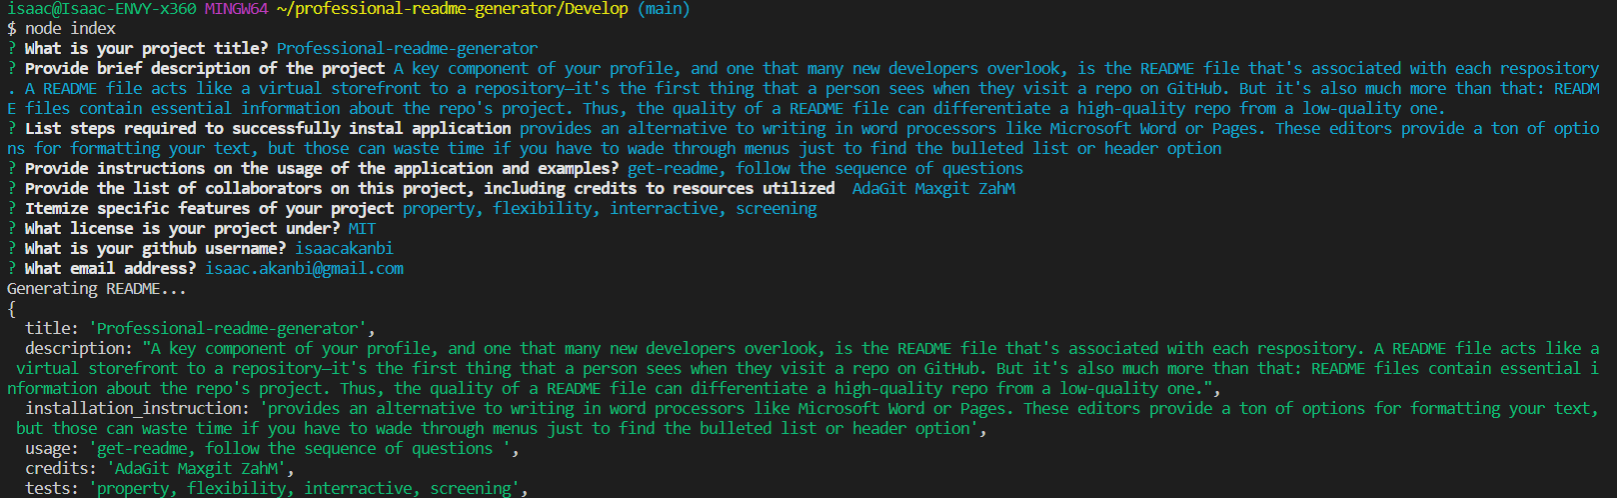 isaac@Isaac-ENVY-x360 MINGW64 ~/professional-readme-generator/Develop (main)
$ node index
? What is your project title? Professional-readme-generator
? Provide brief description of the project A key component of your profile, and one that many new developers overlook, is the README file that's associated with each respository
. A README file acts like a virtual storefront to a repository—it's the first thing that a person sees when they visit a repo on GitHub. But it's also much more than that: READM
E files contain essential information about the repo's project. Thus, the quality of a README file can differentiate a high-quality repo from a low-quality one.
? List steps required to successfully instal application provides an alternative to writing in word processors like Microsoft Word or Pages. These editors provide a ton of optio
ns for formatting your text, but those can waste time if you have to wade through menus just to find the bulleted list or header option
? Provide instructions on the usage of the application and examples? get-readme, follow the sequence of questions
? Provide the list of collaborators on this project, including credits to resources utilized  AdaGit Maxgit ZahM
? Itemize specific features of your project property, flexibility, interractive, screening
? What license is your project under? MIT
? What is your github username? isaacakanbi
? What email address? isaac.akanbi@gmail.com
Generating README...
{
  title: 'Professional-readme-generator',
  description: "A key component of your profile, and one that many new developers overlook, is the README file that's associated with each respository. A README file acts like a
 virtual storefront to a repository—it's the first thing that a person sees when they visit a repo on GitHub. But it's also much more than that: README files contain essential i
nformation about the repo's project. Thus, the quality of a README file can differentiate a high-quality repo from a low-quality one.",
  installation_instruction: 'provides an alternative to writing in word processors like Microsoft Word or Pages. These editors provide a ton of options for formatting your text,
 but those can waste time if you have to wade through menus just to find the bulleted list or header option',
  usage: 'get-readme, follow the sequence of questions ',
  credits: 'AdaGit Maxgit ZahM',
  tests: 'property, flexibility, interractive, screening',